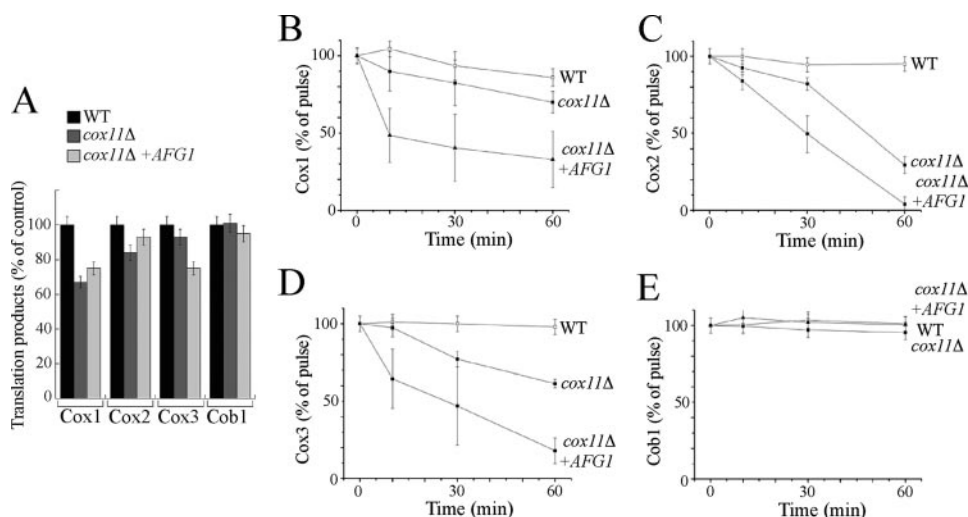 A
WT
cox11Δ
cox11Δ +AFG1
Translation products (% of control)
100
80
60
40
20
0
Cox1 Cox2 Cox3 Cob1
B
Cox1 (% of pulse)
100
50
0
WT
cox11Δ
cox11Δ
+AFG1
0 30 60
Time (min)
C
Cox2 (% of pulse)
100
50
0
WT
cox11Δ
cox11Δ
+AFG1
0 30 60
Time (min)
D
Cox3 (% of pulse)
100
50
0
WT
cox11Δ
cox11Δ
+AFG1
0 30 60
Time (min)
E
Cob1 (% of pulse)
100
50
0
cox11Δ
+AFG1
WT
cox11Δ
0 30 60
Time (min)